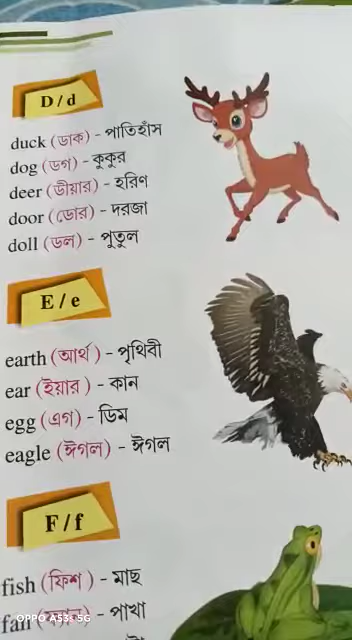 D/d
duck (ডাক) - পাতিহাঁস
dog (ডগ) - কুকুর
deer (ডীয়ার) - হরিণ
door (ডোর) - দরজা
doll (ডল) - পুতুল
E/e
earth (আর্থ ) - পৃথিবী
ear (ইয়ার ) - কান
egg (এগ) - ডিম
eagle (ঈগল) - ঈগল
F/f
fish (ফিশ ) - মাছ
fan - পাখা
OPPO A53s 5G